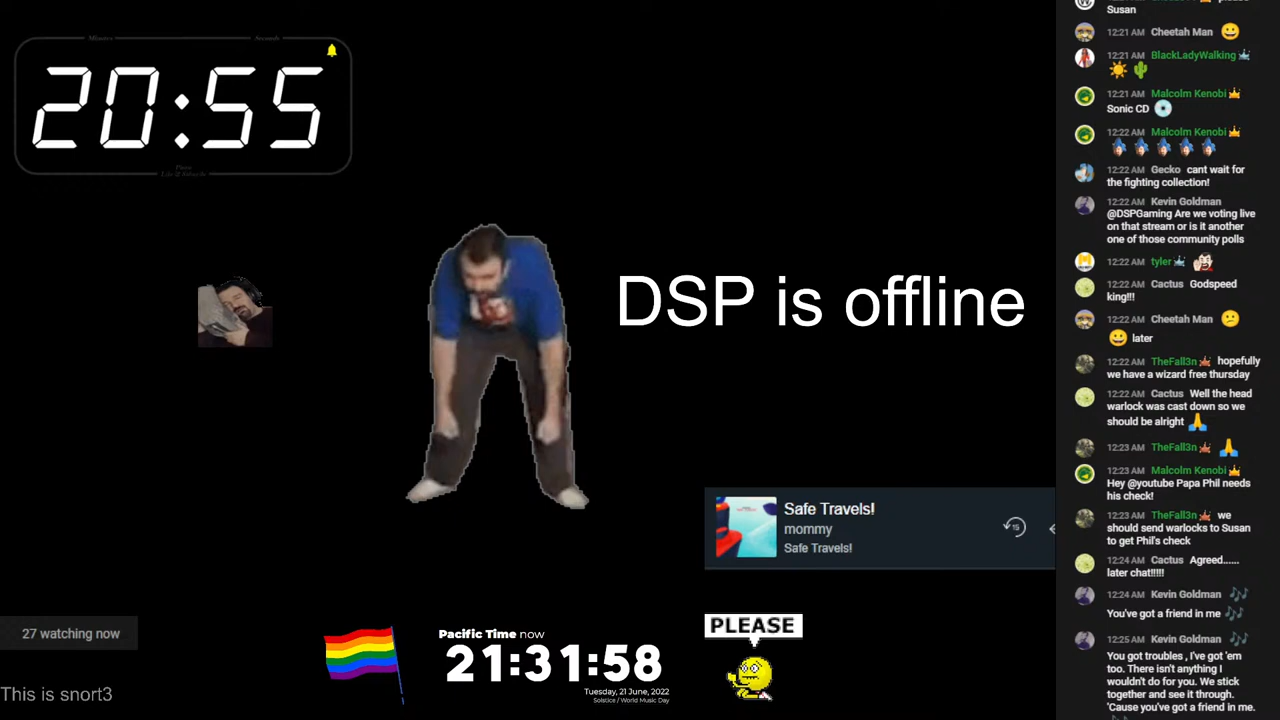 Minutes
Seconds
20:55
DSP is offline
Safe Travels!
mommy
Safe Travels!
15
27 watching now
Pacific Time now
21:31:58
Tuesday, 21 June, 2022
Solstice / World Music Day
PLEASE
This is snort3
Susan
12:21 AM Cheetah Man 😀
12:21 AM BlackLadyWalking
☀️ 🌵
12:21 AM Malcolm Kenobi
Sonic CD 💿
12:22 AM Malcolm Kenobi
12:22 AM Gecko cant wait for
the fighting collection!
12:22 AM Kevin Goldman
@DSPGaming Are we voting live
on that stream or is it another
one of those community polls
12:22 AM tyler
12:22 AM Cactus Godspeed
king!!!
12:22 AM Cheetah Man 😕
😀 later
12:22 AM TheFall3n hopefully
we have a wizard free thursday
12:22 AM Cactus Well the head
warlock was cast down so we
should be alright 🙏
12:23 AM TheFall3n 🙏
12:23 AM Malcolm Kenobi
Hey @youtube Papa Phil needs
his check!
12:23 AM TheFall3n we
should send warlocks to Susan
to get Phil's check
12:24 AM Cactus Agreed......
later chat!!!!!
12:24 AM Kevin Goldman 🎶
You've got a friend in me 🎶
12:25 AM Kevin Goldman 🎶
You got troubles , I've got 'em
too. There isn't anything I
wouldn't do for you. We stick
together and see it through.
'Cause you've got a friend in me.